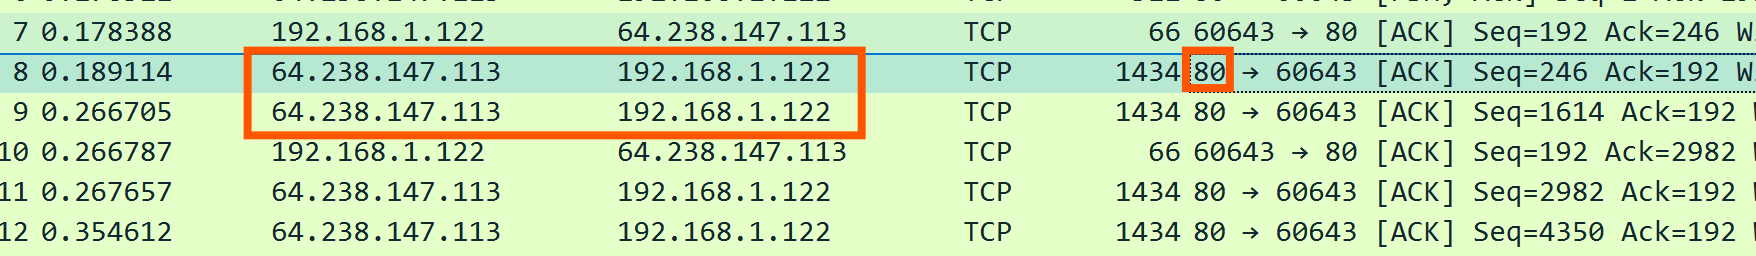 7 0.178388 192.168.1.122 64.238.147.113 TCP 66 60643 → 80 [ACK] Seq=192 Ack=246
8 0.189114 64.238.147.113 192.168.1.122 TCP 1434 80 → 60643 [ACK] Seq=246 Ack=192
9 0.266705 64.238.147.113 192.168.1.122 TCP 1434 80 → 60643 [ACK] Seq=1614 Ack=192
10 0.266787 192.168.1.122 64.238.147.113 TCP 66 60643 → 80 [ACK] Seq=192 Ack=2982
11 0.267657 64.238.147.113 192.168.1.122 TCP 1434 80 → 60643 [ACK] Seq=2982 Ack=192
12 0.354612 64.238.147.113 192.168.1.122 TCP 1434 80 → 60643 [ACK] Seq=4350 Ack=192